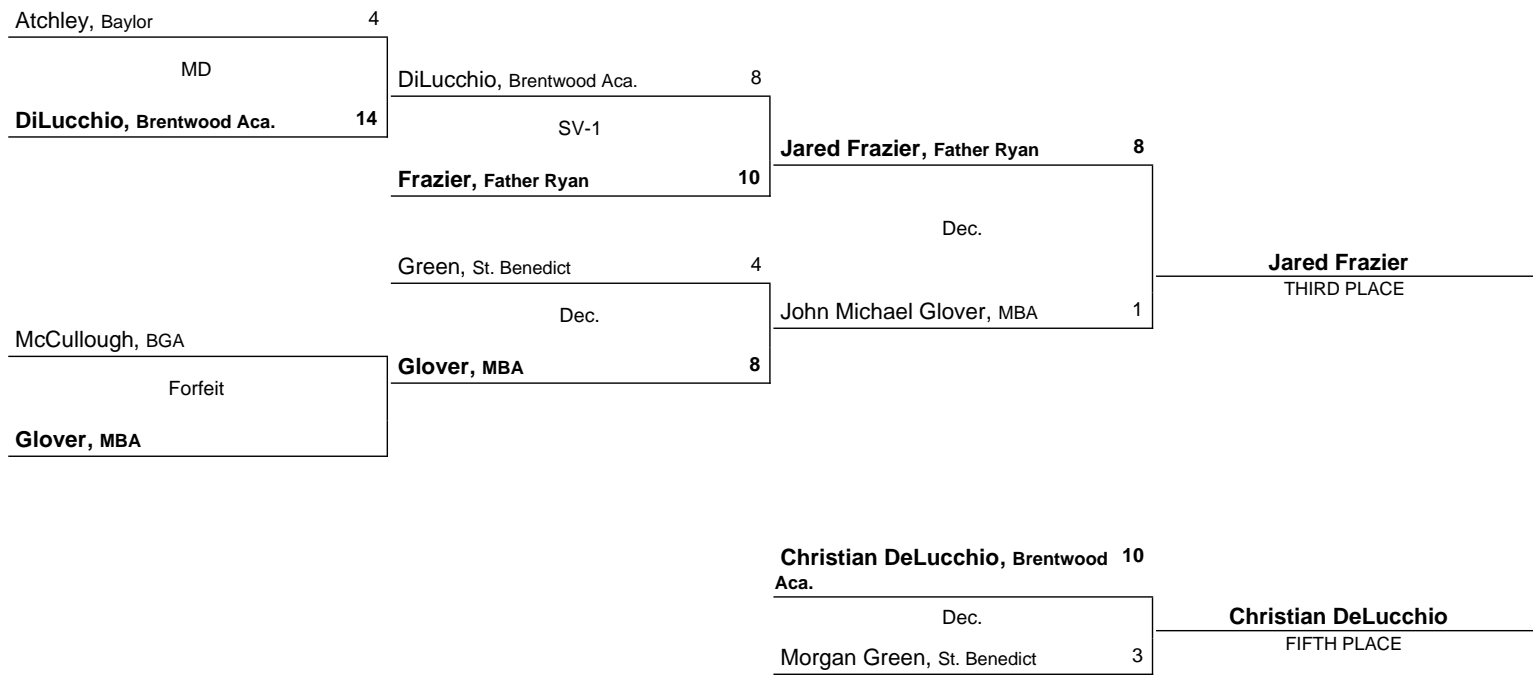 Atchley, Baylor 4
MD
DiLucchio, Brentwood Aca. 14
McCullough, BGA
Forfeit
Glover, MBA
DiLucchio, Brentwood Aca. 8
SV-1
Frazier, Father Ryan 10
Green, St. Benedict 4
Dec.
Glover, MBA 8
Jared Frazier, Father Ryan 8
Dec.
John Michael Glover, MBA 1
Jared Frazier
THIRD PLACE
Christian DeLucchio, Brentwood 10
Aca.
Dec.
Morgan Green, St. Benedict 3
Christian DeLucchio
FIFTH PLACE